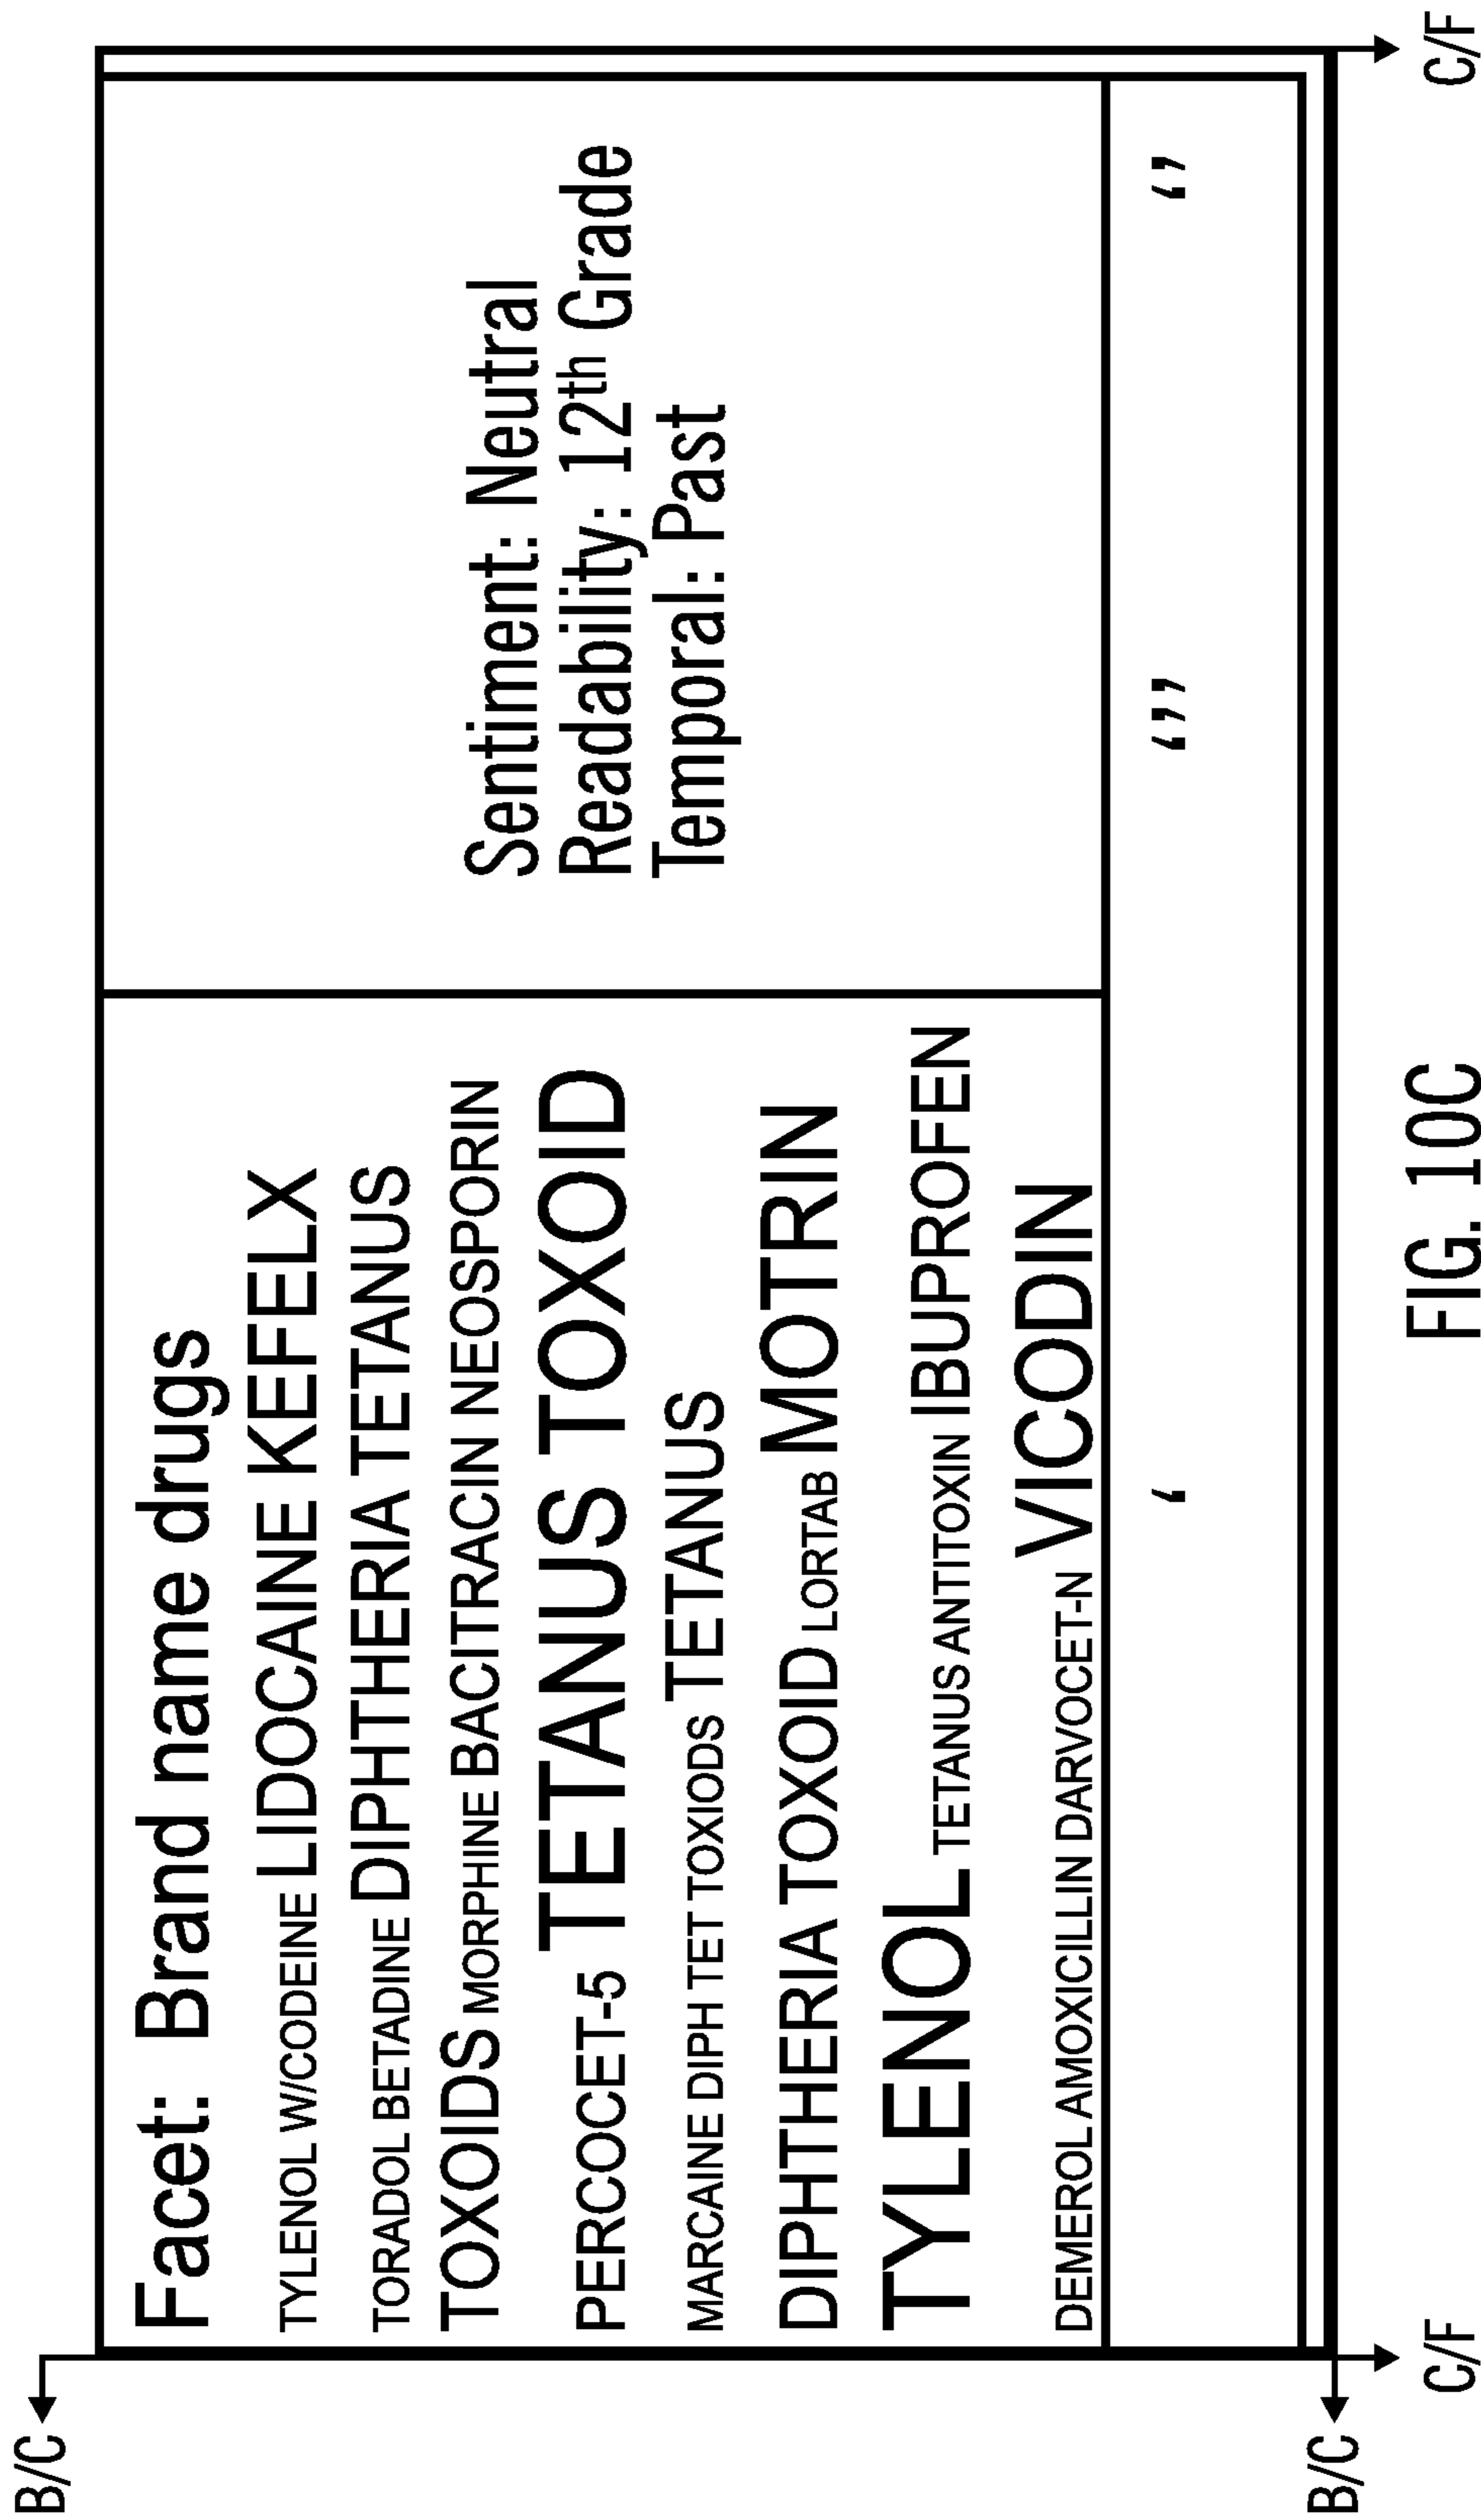 B/C
Facet: Brand name drugs
TYLENOL W/CODEINE LIDOCAINE KEFELX
TORADOL BETADINE DIPHTHERIA TETANUS
TOXOIDS MORPHINE BACITRACIN NEOSPORIN
PERCOCET-5 TETANUS TOXOID
MARCAINE DIPH TET TOXIODS TETANUS
DIPHTHERIA TOXOID LORTAB MOTRIN
TYLENOL TETANUS ANTITTOXIN IBUPROFEN
DEMEROL AMOXICILLIN DARVOCET-N VICODIN
Sentiment: Neutral
Readability: 12th Grade
Temporal: Past
‘ ‘’’ ‘’
B/C
C/F
C/F
FIG. 10C